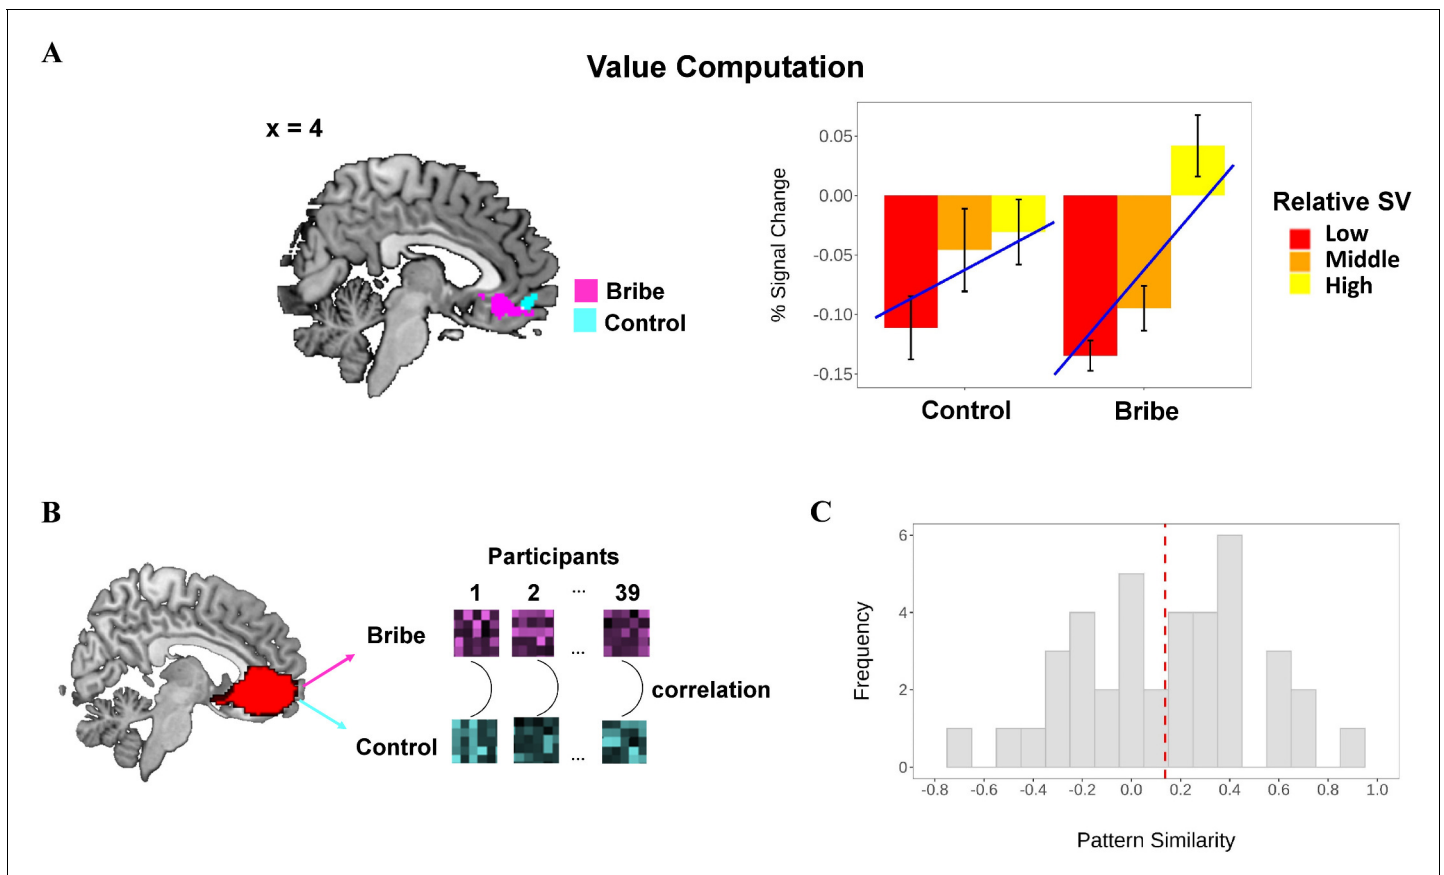 A
Value Computation
x = 4
Bribe
Control
% Signal Change
0.05
0.00
-0.05
-0.10
-0.15
Control
Bribe
Relative SV
Low
Middle
High
B
Participants
1 2 ... 39
Bribe
...
correlation
Control
...
C
Frequency
6
4
2
0
-0.8 -0.6 -0.4 -0.2 0.0 0.2 0.4 0.6 0.8 1.0
Pattern Similarity